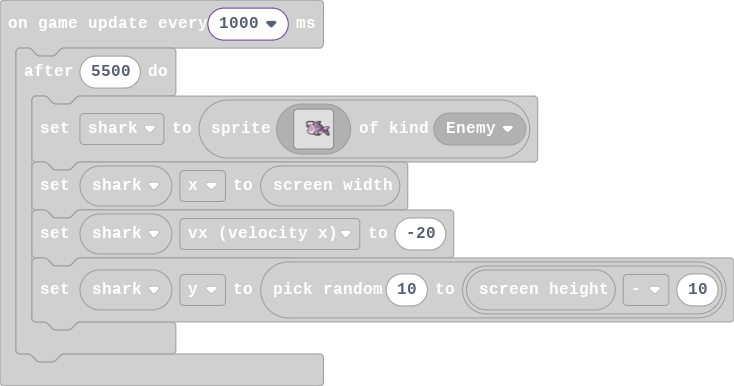 on game update every 1000 ms
after 5500 do
set shark to sprite of kind Enemy
set shark x to screen width
set shark vx (velocity x) to -20
set shark y to pick random 10 to screen height - 10